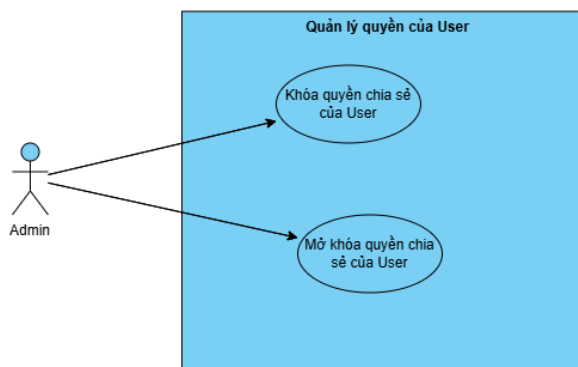 Quản lý quyền của User
Khóa quyền chia sẻ
của User
Admin
Mở khóa quyền chia
sẻ của User